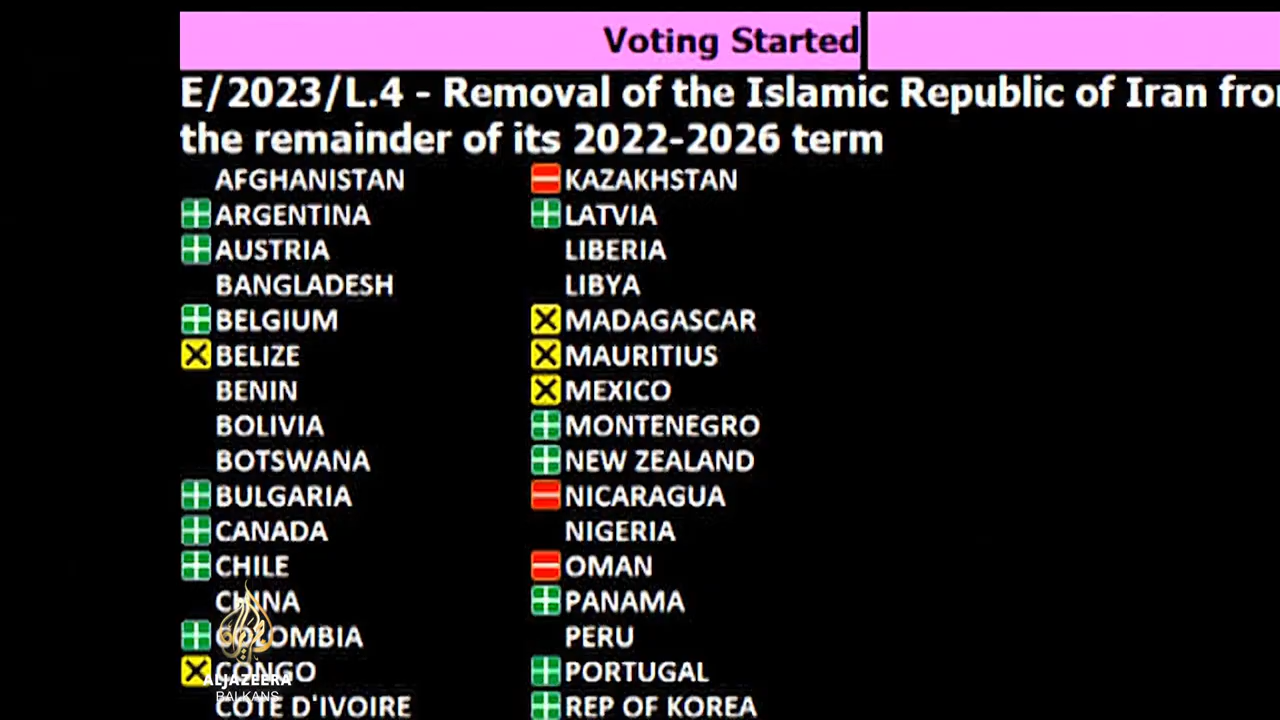 Voting Started
E/2023/L.4 - Removal of the Islamic Republic of Iran from
the remainder of its 2022-2026 term
AFGHANISTAN
ARGENTINA
AUSTRIA
BANGLADESH
BELGIUM
BELIZE
BENIN
BOLIVIA
BOTSWANA
BULGARIA
CANADA
CHILE
CHINA
COLOMBIA
CONGO
COTE D'IVOIRE
KAZAKHSTAN
LATVIA
LIBERIA
LIBYA
MADAGASCAR
MAURITIUS
MEXICO
MONTENEGRO
NEW ZEALAND
NICARAGUA
NIGERIA
OMAN
PANAMA
PERU
PORTUGAL
REP OF KOREA
ALJAZEERA
BALKANS